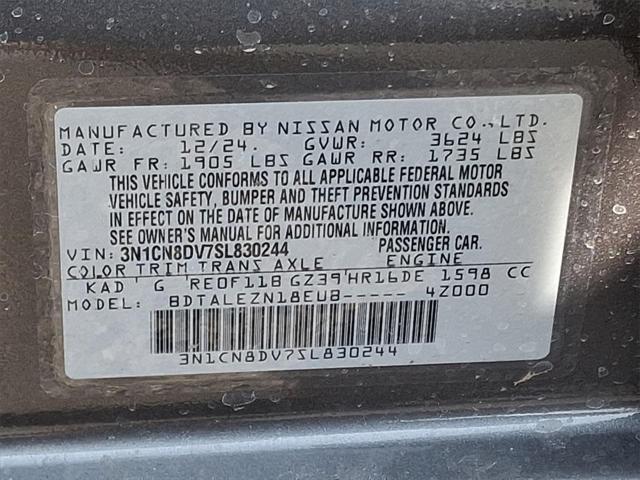 MANUFACTURED BY NISSAN MOTOR CO., LTD.
DATE: 12/24. GVWR: 3624 LBS
GAWR FR: 1905 LBS GAWR RR: 1735 LBS
THIS VEHICLE CONFORMS TO ALL APPLICABLE FEDERAL MOTOR
VEHICLE SAFETY, BUMPER AND THEFT PREVENTION STANDARDS
IN EFFECT ON THE DATE OF MANUFACTURE SHOWN ABOVE.
SEE OWNER'S MANUAL FOR ADDITIONAL INFORMATION.
VIN: 3N1CN8DV7SL830244 PASSENGER CAR.
COLOR TRIM TRANS AXLE ENGINE
KAD G RE0F11B GZ39 HR16DE 1598 CC
MODEL: BDTALEZN18EUB----- 4Z000
3N1CN8DV7SL830244